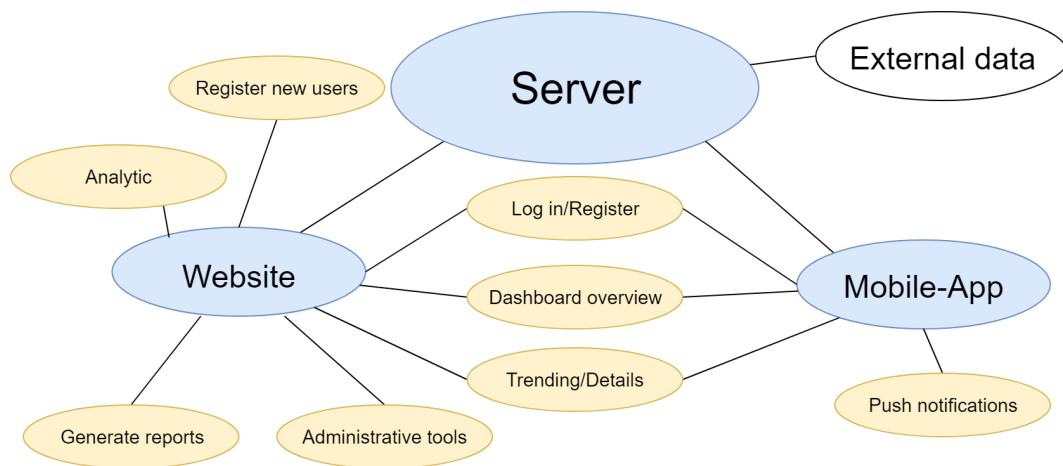 Server
External data
Register new users
Analytic
Log in/Register
Website
Dashboard overview
Mobile-App
Trending/Details
Push notifications
Generate reports
Administrative tools